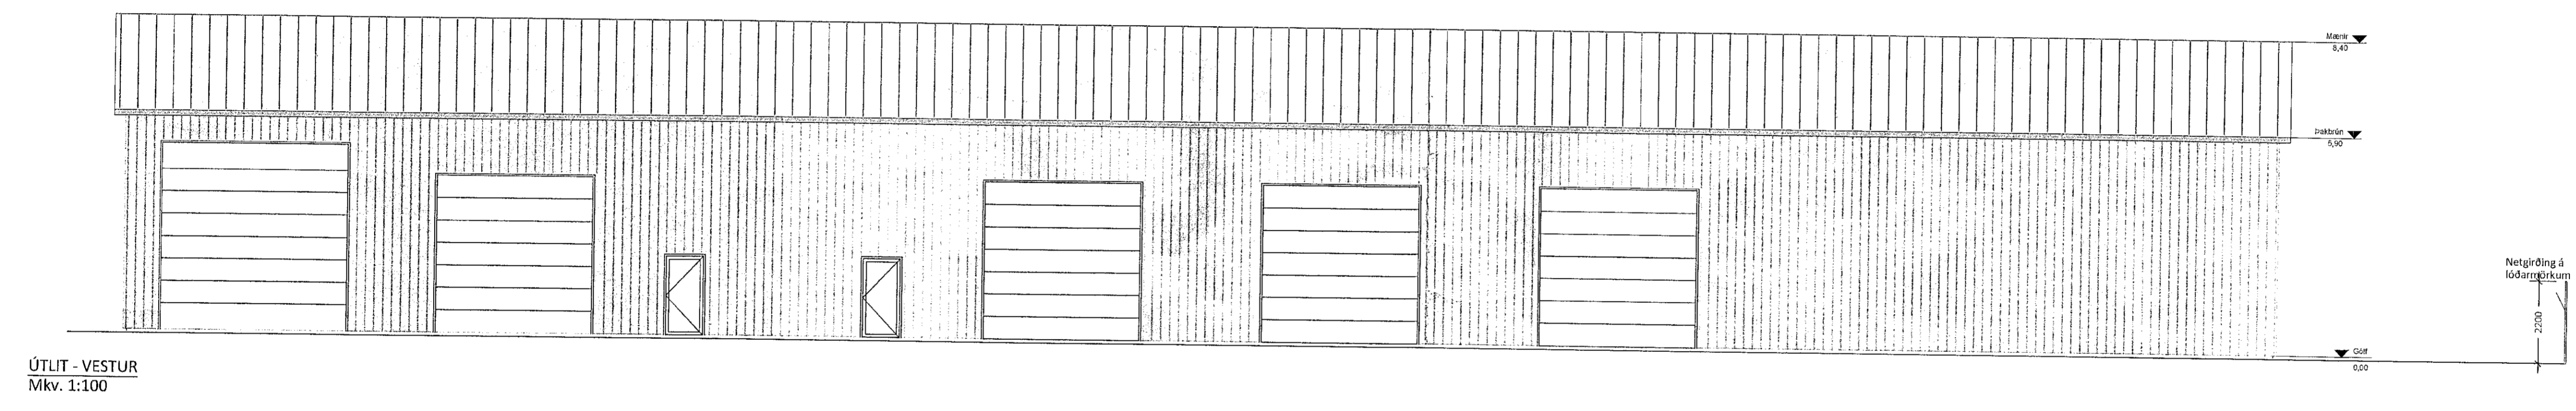 Mænir
8,40
Þakbrún
5,90
Netgirðing á
lóðarmörkum
2200
Gólf
0,00
ÚTLIT - VESTUR
Mkv. 1:100